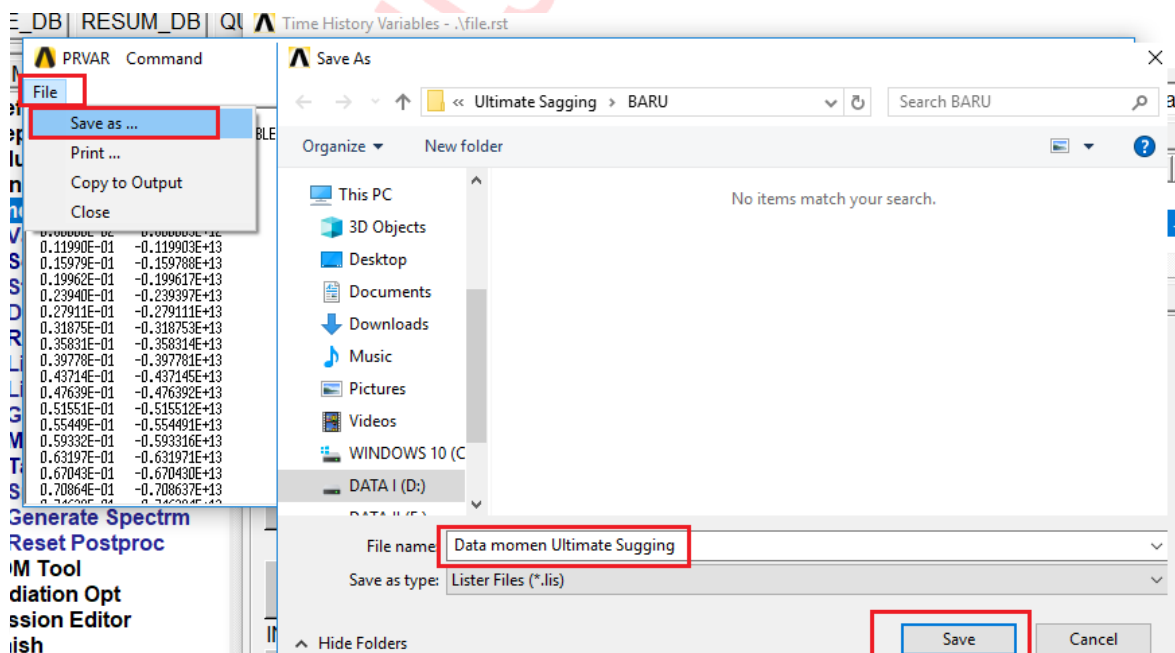 E_DB RESUM_DB QU Time History Variables - .\file.rst
PRVAR Command
File
Save as ...
Print ...
Copy to Output
Close
BLE
0.11990E-01 -0.119903E+13
0.15979E-01 -0.159788E+13
0.19962E-01 -0.199617E+13
0.23940E-01 -0.239397E+13
0.27911E-01 -0.279111E+13
0.31875E-01 -0.318753E+13
0.35831E-01 -0.358314E+13
0.39778E-01 -0.397781E+13
0.43714E-01 -0.437145E+13
0.47639E-01 -0.476392E+13
0.51551E-01 -0.515512E+13
0.55449E-01 -0.554491E+13
0.59332E-01 -0.593316E+13
0.63197E-01 -0.631971E+13
0.67043E-01 -0.670430E+13
0.70864E-01 -0.708637E+13
Generate Spectrm
Reset Postproc
M Tool
diation Opt
ssion Editor
ish
Save As
« Ultimate Sagging > BARU
Search BARU
Organize New folder
This PC
3D Objects
Desktop
Documents
Downloads
Music
Pictures
Videos
WINDOWS 10 (C
DATA I (D:)
No items match your search.
File name: Data momen Ultimate Sugging
Save as type: Lister Files (*.lis)
Hide Folders
Save
Cancel